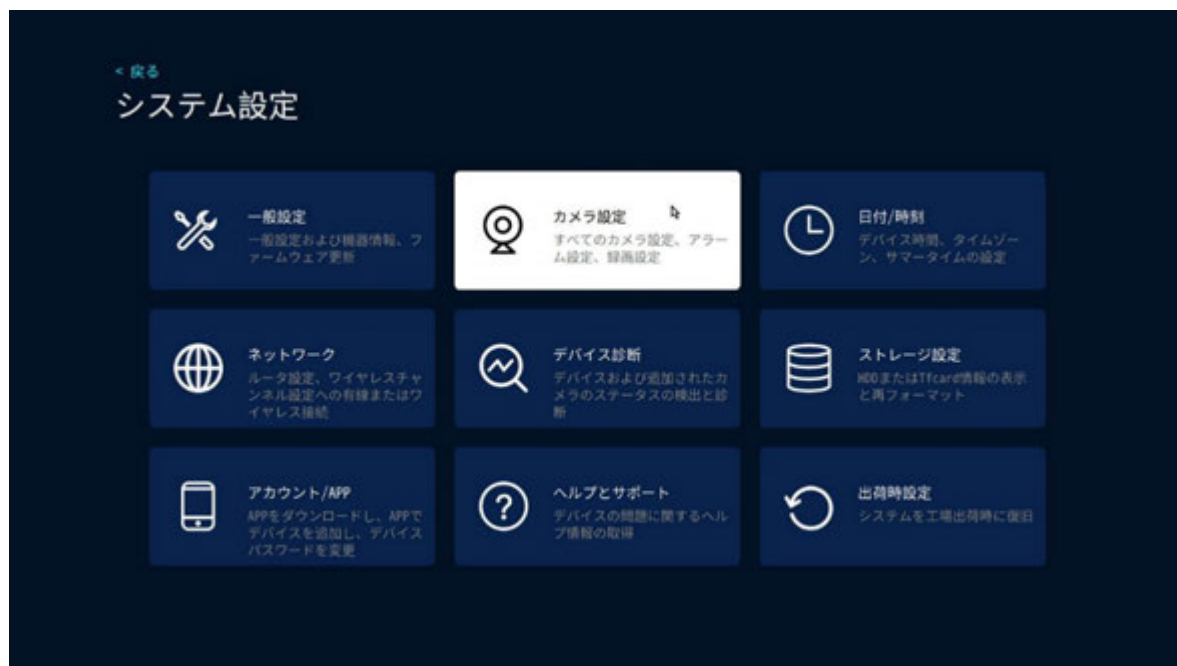 < 戻る
システム設定
一般設定
一般設定および機器情報、フ
ァームウェア更新
カメラ設定
すべてのカメラ設定、アラー
ム設定、録画設定
日付/時刻
デバイス時間、タイムゾー
ン、サマータイムの設定
ネットワーク
ルータ設定、ワイヤレスチャ
ンネル設定への有線またはワ
イヤレス接続
デバイス診断
デバイスおよび追加されたカ
メラのステータスの検出と診
断
ストレージ設定
HDDまたはTfcard情報の表示
と再フォーマット
アカウント/APP
APPをダウンロードし、APPで
デバイスを追加し、デバイス
パスワードを変更
ヘルプとサポート
デバイスの問題に関するヘル
プ情報の取得
出荷時設定
システムを工場出荷時に復旧